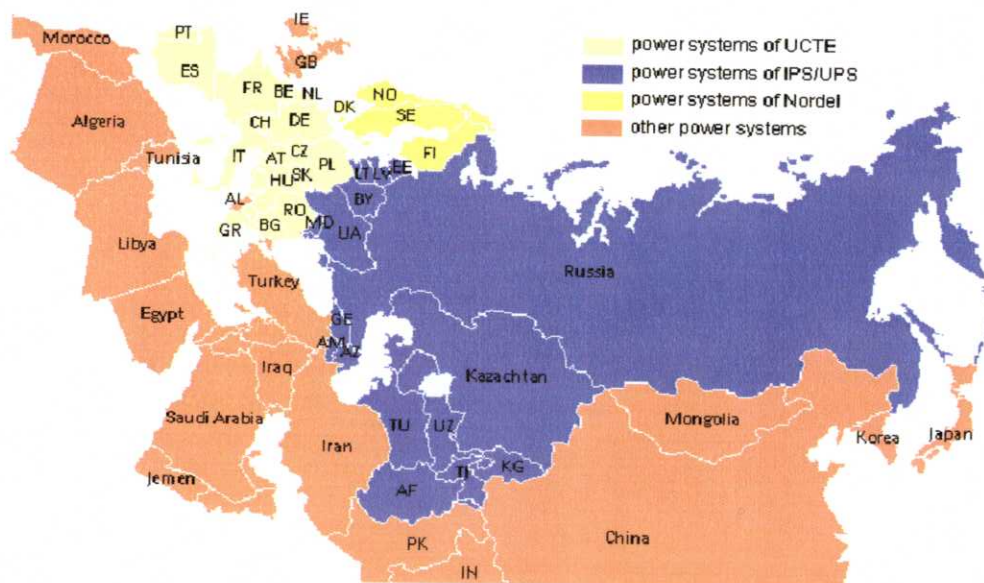 IE
PT
Morocco
power systems of UCTE
GB
ES
power systems of IPS/UPS
FR
BE
NL
NO
DK
power systems of Nordel
SE
Algeria
CH
DE
other power systems
Tunisia
IT
AT
CZ
PL
FI
SK
LT
LV
EE
HU
AL
BY
RO
MD
GR
BG
UA
Libya
Russia
Turkey
Egypt
GE
AM
AZ
Iraq
Kazachtan
Saudi Arabia
Mongolia
TU
UZ
Korea
Japan
Iran
Jemen
TJ
KG
AF
PK
China
IN